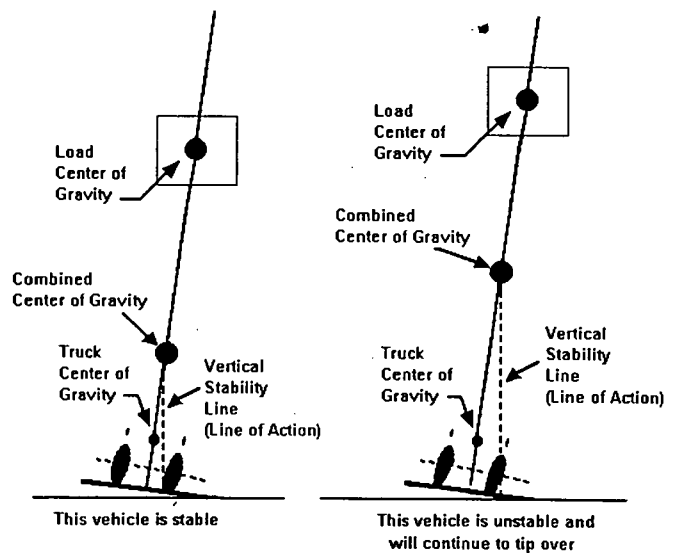 Load
Center of
Gravity
Combined
Center of Gravity
Truck
Center of
Gravity
Vertical
Stability
Line
(Line of Action)
This vehicle is stable
Load
Center of
Gravity
Combined
Center of Gravity
Truck
Center of
Gravity
Vertical
Stability
Line
(Line of Action)
This vehicle is unstable and
will continue to tip over